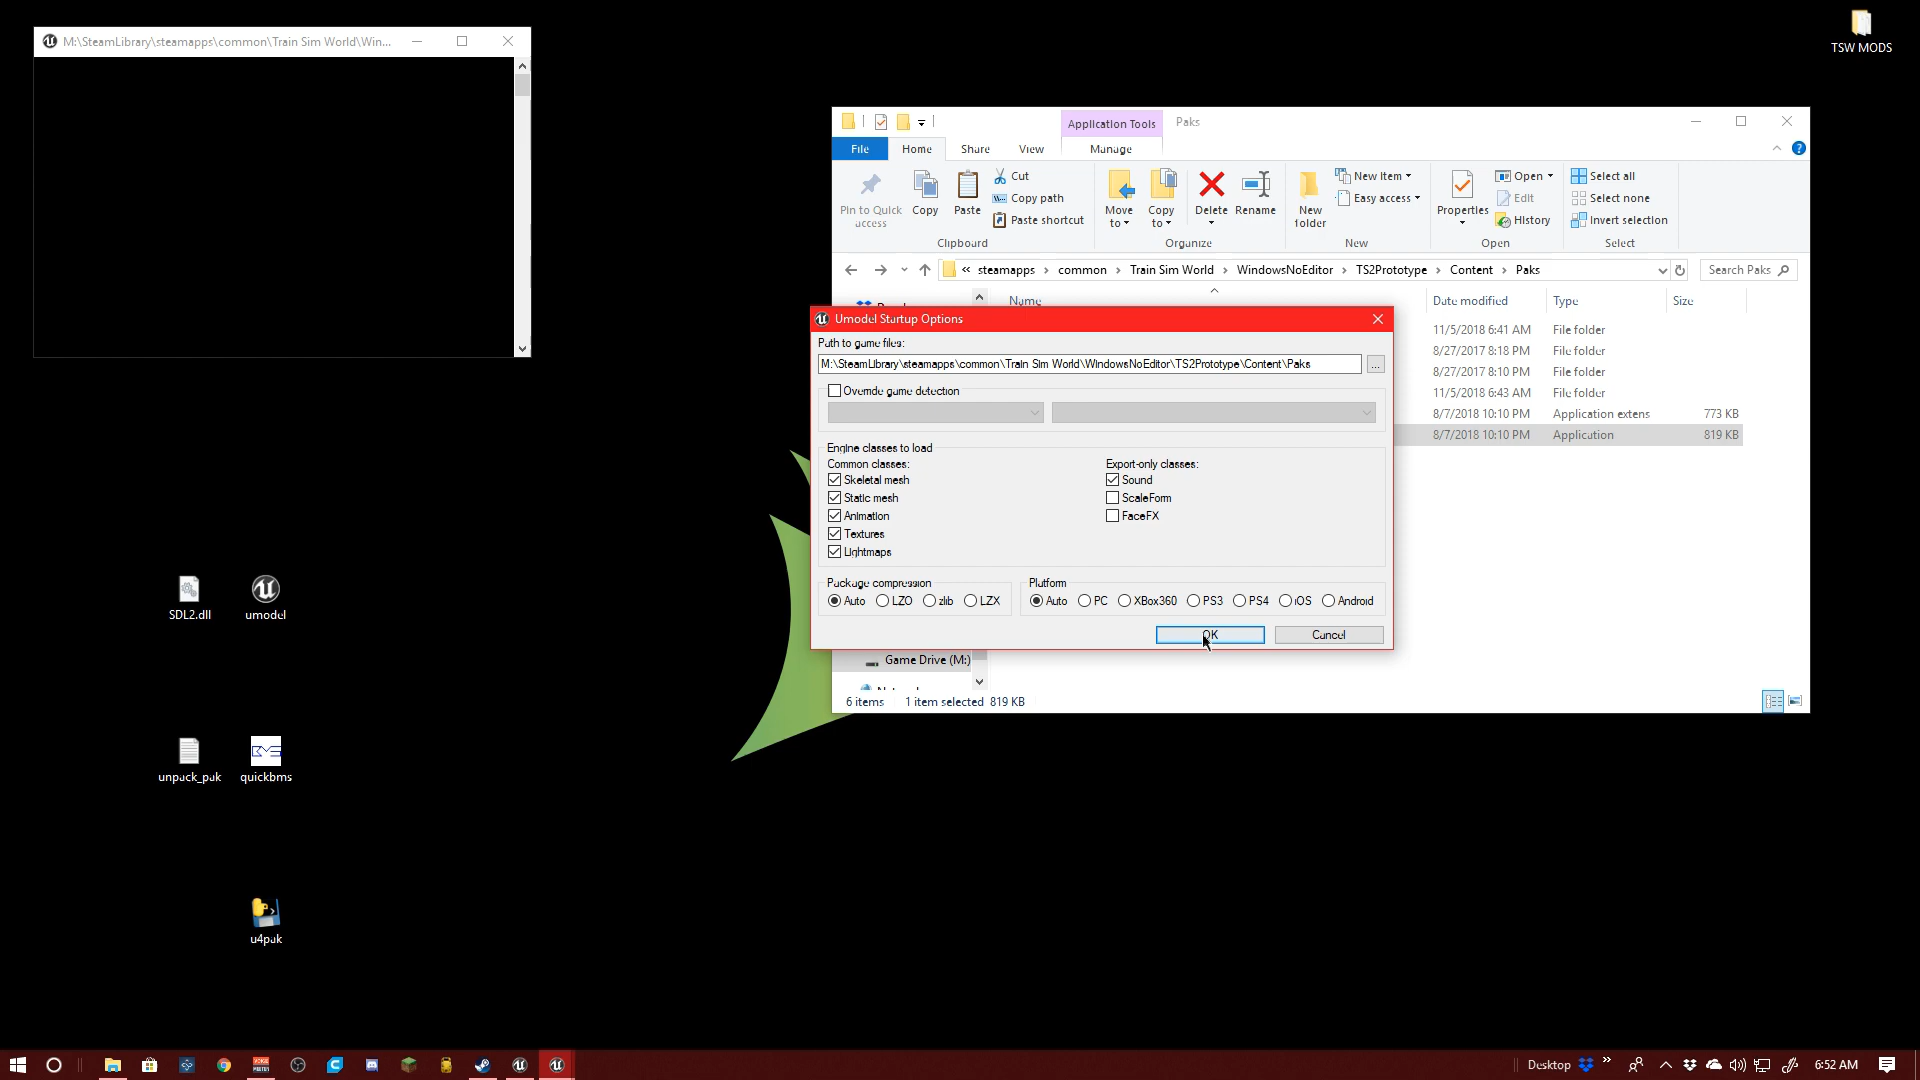 M:\SteamLibrary\steamapps\common\Train Sim World\Win...
TSW MODS
Application Tools
Paks
File
Home
Share
View
Manage
Pin to Quick access
Copy
Paste
Cut
Copy path
Paste shortcut
Clipboard
Move to
Copy to
Delete
Rename
Organize
New folder
New item
Easy access
New
Properties
Open
Edit
History
Open
Select all
Select none
Invert selection
Select
« steamapps › common › Train Sim World › WindowsNoEditor › TS2Prototype › Content › Paks
Search Paks
Name
Date modified
Type
Size
11/5/2018 6:41 AM File folder
8/27/2017 8:18 PM File folder
8/27/2017 8:10 PM File folder
11/5/2018 6:43 AM File folder
8/7/2018 10:10 PM Application extens 773 KB
8/7/2018 10:10 PM Application 819 KB
Umodel Startup Options
Path to game files:
M:\SteamLibrary\steamapps\common\Train Sim World\WindowsNoEditor\TS2Prototype\Content\Paks
...
Override game detection
Engine classes to load
Common classes:
Export-only classes:
Skeletal mesh
Sound
Static mesh
ScaleForm
Animation
FaceFX
Textures
Lightmaps
Package compression
Platform
Auto LZO zlib LZX
Auto PC XBox360 PS3 PS4 iOS Android
OK
Cancel
Game Drive (M:)
6 items 1 item selected 819 KB
SDL2.dll
umodel
unpack_pak
quickbms
u4pak
Desktop
6:52 AM